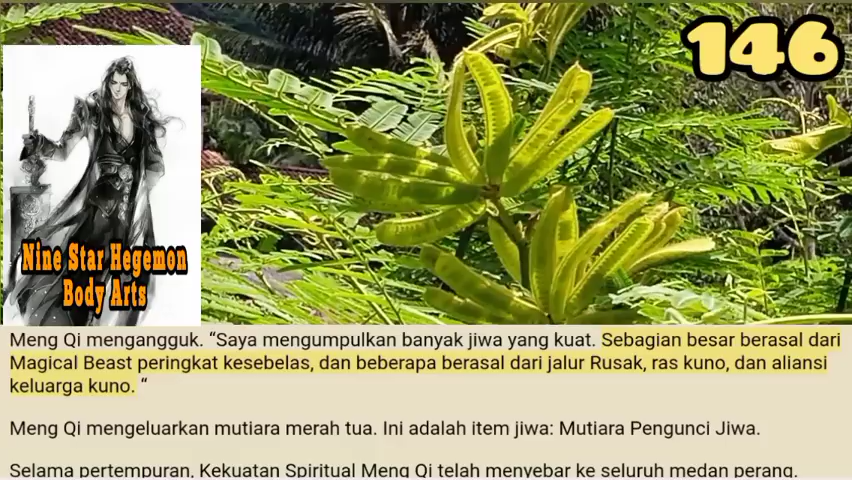 146
Nine Star Hegemon
Body Arts
Meng Qi mengangguk. “Saya mengumpulkan banyak jiwa yang kuat. Sebagian besar berasal dari
Magical Beast peringkat kesebelas, dan beberapa berasal dari jalur Rusak, ras kuno, dan aliansi
keluarga kuno. “
Meng Qi mengeluarkan mutiara merah tua. Ini adalah item jiwa: Mutiara Pengunci Jiwa.
Selama pertempuran, Kekuatan Spiritual Meng Qi telah menyebar ke seluruh medan perang.